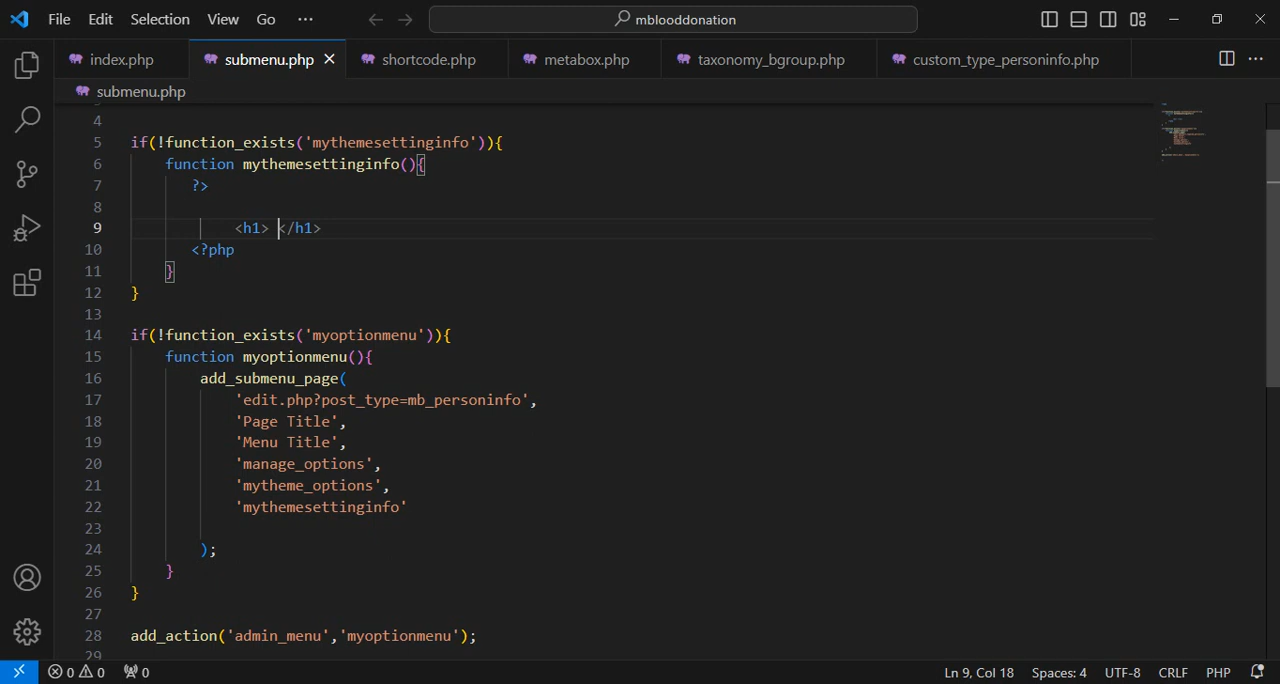 File Edit Selection View Go ··· mblooddonation
index.php submenu.php shortcode.php metabox.php taxonomy_bgroup.php custom_type_personinfo.php
submenu.php
4
5 if(!function_exists('mythemesettinginfo')){
6 function mythemesettinginfo(){
7 ?>
8
9 <h1> </h1>
10 <?php
11 }
12 }
13
14 if(!function_exists('myoptionmenu')){
15 function myoptionmenu(){
16 add_submenu_page(
17 'edit.php?post_type=mb_personinfo',
18 'Page Title',
19 'Menu Title',
20 'manage_options',
21 'mytheme_options',
22 'mythemesettinginfo'
23
24 );
25 }
26 }
27
28 add_action('admin_menu','myoptionmenu');
29
0 0 0 Ln 9, Col 18 Spaces: 4 UTF-8 CRLF PHP